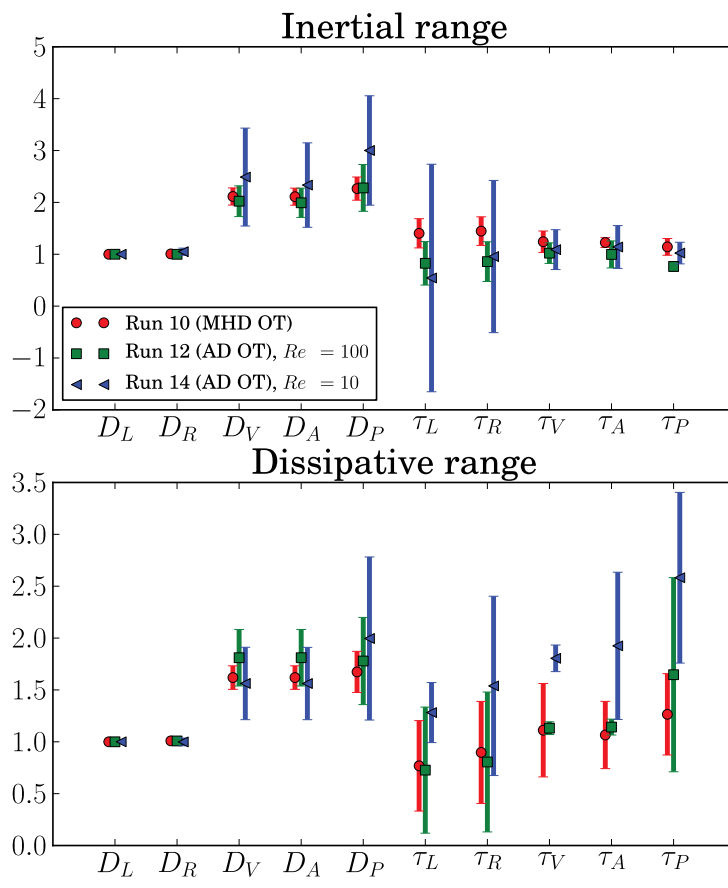 Inertial range
5
4
3
2
1
0
−1
−2
Run 10 (MHD OT)
Run 12 (AD OT), Re = 100
Run 14 (AD OT), Re = 10
D_L D_R D_V D_A D_P τ_L τ_R τ_V τ_A τ_P
Dissipative range
3.5
3.0
2.5
2.0
1.5
1.0
0.5
0.0
D_L D_R D_V D_A D_P τ_L τ_R τ_V τ_A τ_P